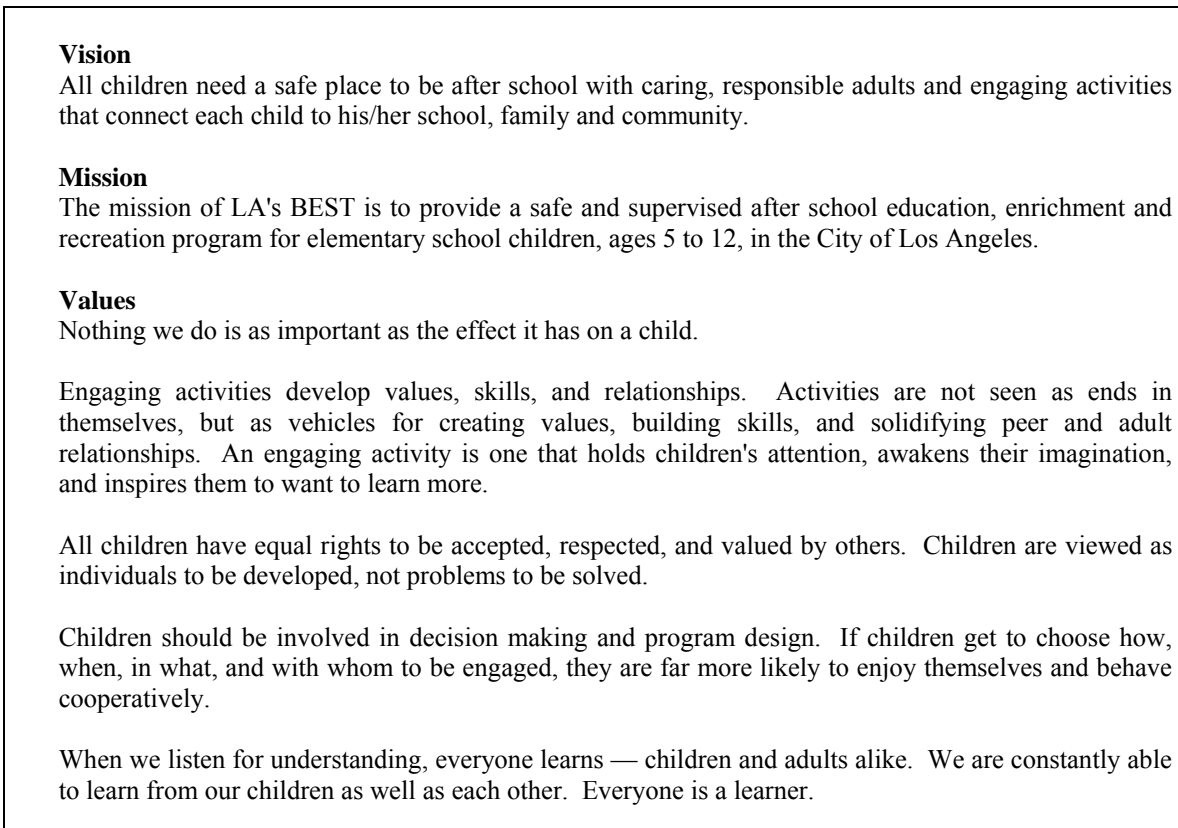 Vision
All children need a safe place to be after school with caring, responsible adults and engaging activities
that connect each child to his/her school, family and community.
Mission
The mission of LA's BEST is to provide a safe and supervised after school education, enrichment and
recreation program for elementary school children, ages 5 to 12, in the City of Los Angeles.
Values
Nothing we do is as important as the effect it has on a child.
Engaging activities develop values, skills, and relationships. Activities are not seen as ends in
themselves, but as vehicles for creating values, building skills, and solidifying peer and adult
relationships. An engaging activity is one that holds children's attention, awakens their imagination,
and inspires them to want to learn more.
All children have equal rights to be accepted, respected, and valued by others. Children are viewed as
individuals to be developed, not problems to be solved.
Children should be involved in decision making and program design. If children get to choose how,
when, in what, and with whom to be engaged, they are far more likely to enjoy themselves and behave
cooperatively.
When we listen for understanding, everyone learns — children and adults alike. We are constantly able
to learn from our children as well as each other. Everyone is a learner.